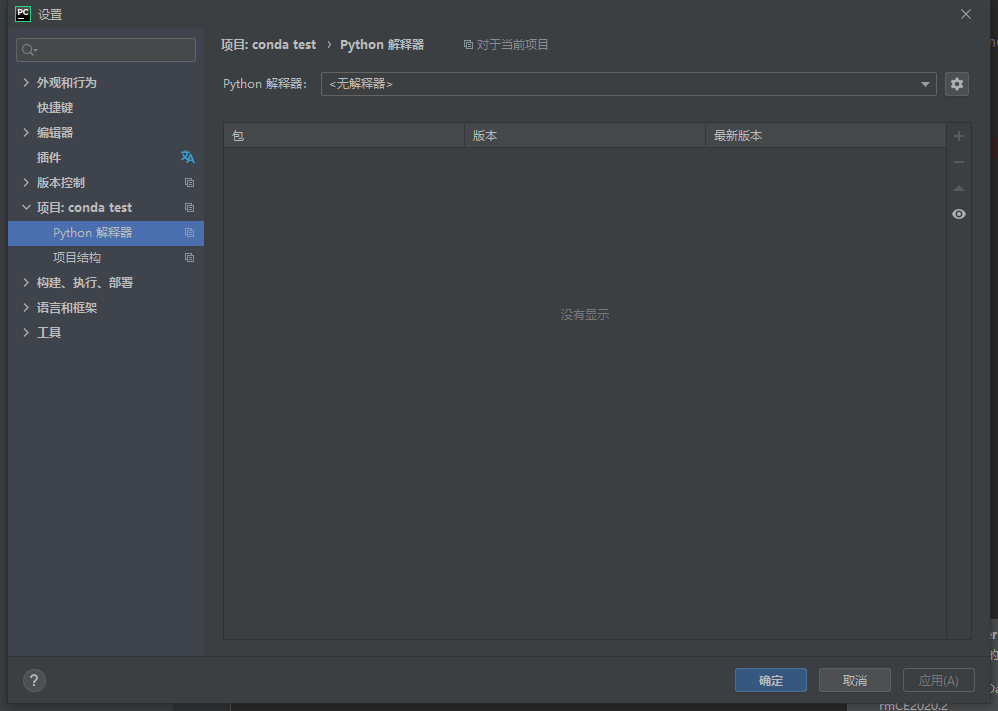 PC
设置
项目: conda test › Python 解释器
对于当前项目
Python 解释器:
<无解释器>
外观和行为
快捷键
编辑器
插件
版本控制
项目: conda test
Python 解释器
项目结构
构建、执行、部署
语言和框架
工具
包
版本
最新版本
没有显示
?
确定
取消
应用(A)
rmCE2020.2